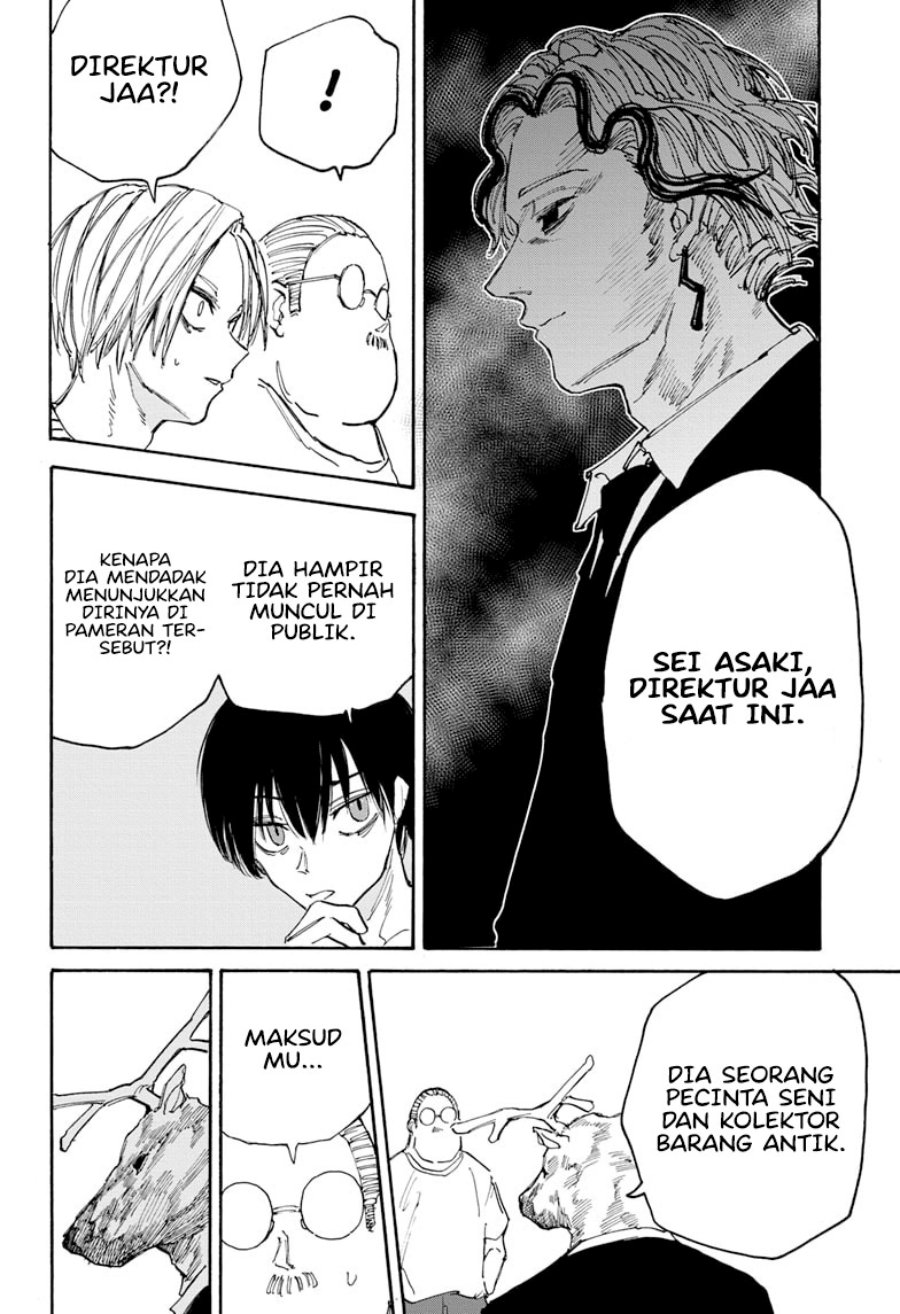 SEI ASAKI,
DIREKTUR JAA
SAAT INI.
!
DIREKTUR
JAA?!
DIA HAMPIR
TIDAK PERNAH
MUNCUL DI
PUBLIK.
KENAPA
DIA MENDADAK
MENUNJUKKAN
DIRINYA DI
PAMERAN TER-
SEBUT?!
DIA SEORANG
PECINTA SENI
DAN KOLEKTOR
BARANG ANTIK.
MAKSUD
MU...